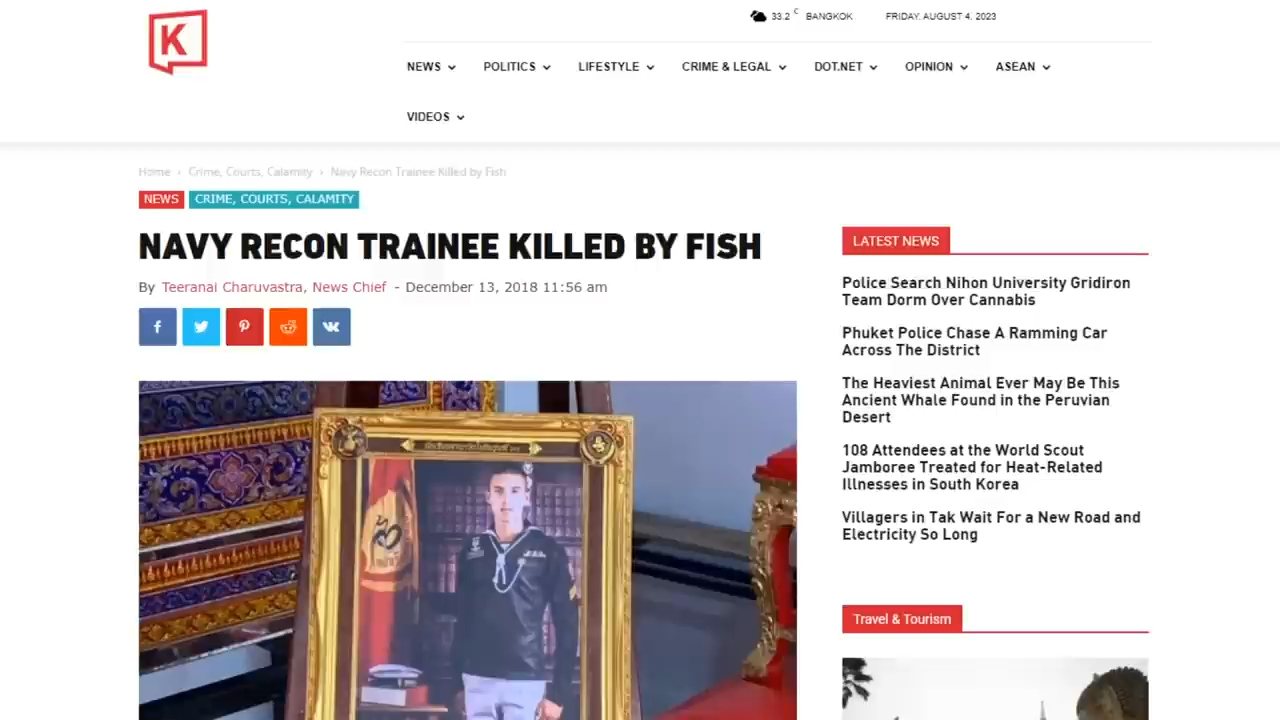 K
33.2 C BANGKOK
FRIDAY, AUGUST 4, 2023
NEWS
POLITICS
LIFESTYLE
CRIME & LEGAL
DOT.NET
OPINION
ASEAN
VIDEOS
Home › Crime, Courts, Calamity › Navy Recon Trainee Killed by Fish
NEWS
CRIME, COURTS, CALAMITY
NAVY RECON TRAINEE KILLED BY FISH
By Teeranai Charuvastra, News Chief - December 13, 2018 11:56 am
LATEST NEWS
Police Search Nihon University Gridiron
Team Dorm Over Cannabis
Phuket Police Chase A Ramming Car
Across The District
The Heaviest Animal Ever May Be This
Ancient Whale Found in the Peruvian
Desert
108 Attendees at the World Scout
Jamboree Treated for Heat-Related
Illnesses in South Korea
Villagers in Tak Wait For a New Road and
Electricity So Long
Travel & Tourism